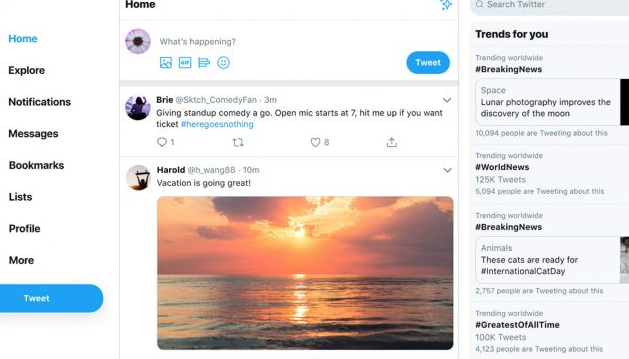 Home
Explore
Notifications
Messages
Bookmarks
Lists
Profile
More
Tweet
Home
What's happening?
GIF
Tweet
Brie @Sktch_ComedyFan · 3m
Giving standup comedy a go. Open mic starts at 7, hit me up if you want
ticket #heregoesnothing
1
8
Harold @h_wang88 · 10m
Vacation is going great!
Search Twitter
Trends for you
Trending worldwide
#BreakingNews
Space
Lunar photography improves the
discovery of the moon
10,094 people are Tweeting about this
Trending worldwide
#WorldNews
125K Tweets
5,094 people are Tweeting about this
Trending worldwide
#BreakingNews
Animals
These cats are ready for
#InternationalCatDay
2,757 people are Tweeting about this
Trending worldwide
#GreatestOfAllTime
100K Tweets
4,123 people are Tweeting about this